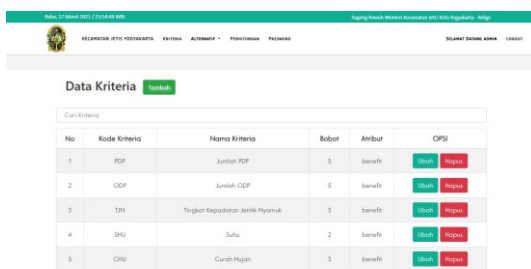 Rabu, 17 Maret 2021 / 23:54:48 WIB
Sugeng Rawuh Wonten Kecamatan Jetis Kota Yogyakarta - Religi
KECAMATAN JETIS YOGYAKARTA KRITERIA ALTERNATIF PERHITUNGAN PASSWORD SELAMAT DATANG ADMIN LOGOUT
Data Kriteria Tambah
Cari Kriteria
No Kode Kriteria Nama Kriteria Bobot Atribut OPSI
1 PDP Jumlah PDP 5 benefit Ubah Hapus
2 ODP Jumlah ODP 5 benefit Ubah Hapus
3 TJN Tingkat Kepadatan Jentik Nyamuk 3 benefit Ubah Hapus
4 SHU Suhu 2 benefit Ubah Hapus
5 CHU Curah Hujan 3 benefit Ubah Hapus